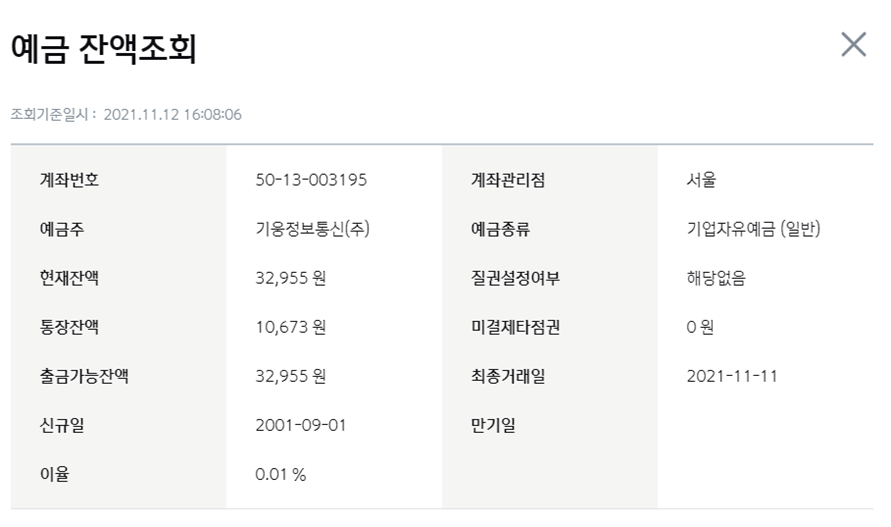 예금 잔액조회
조회기준일시 : 2021.11.12 16:08:06
계좌번호 50-13-003195 계좌관리점 서울
예금주 기웅정보통신(주) 예금종류 기업자유예금 (일반)
현재잔액 32,955 원 질권설정여부 해당없음
통장잔액 10,673 원 미결제타점권 0 원
출금가능잔액 32,955 원 최종거래일 2021-11-11
신규일 2001-09-01 만기일
이율 0.01 %